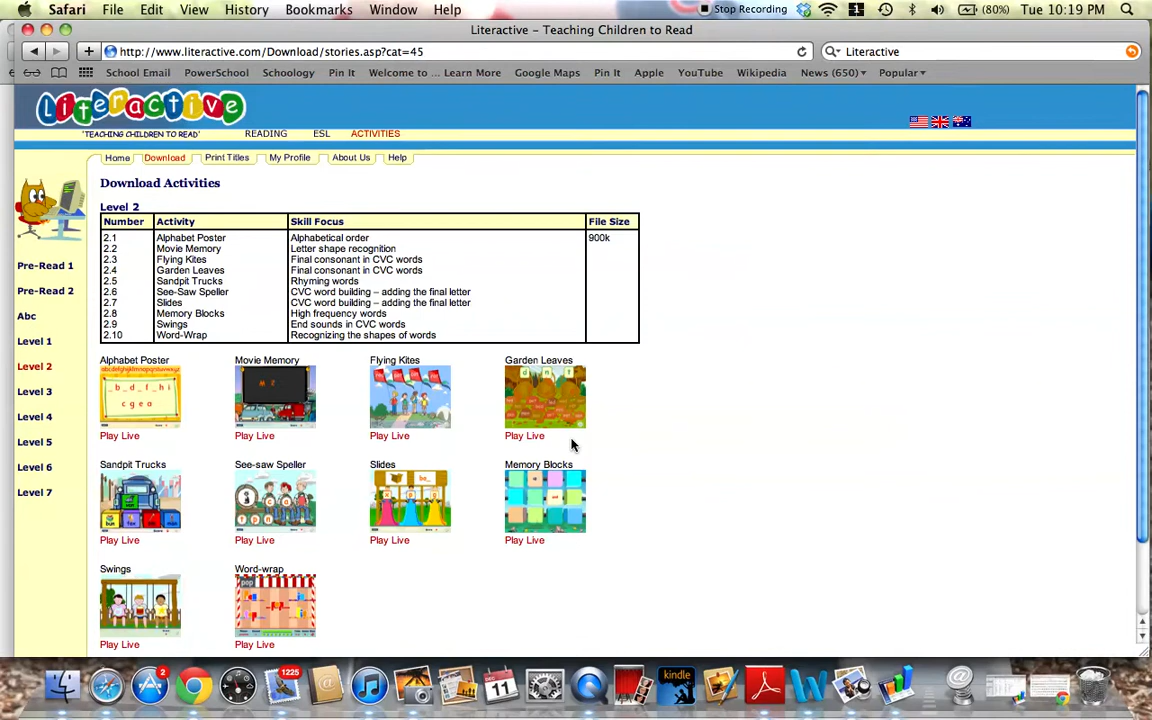 Safari File Edit View History Bookmarks Window Help Stop Recording 1 (80%) Tue 10:19 PM
Literactive – Teaching Children to Read
http://www.literactive.com/Download/stories.asp?cat=45 Literactive
School Email PowerSchool Schoology Pin It Welcome to ... Learn More Google Maps Pin It Apple YouTube Wikipedia News (650) Popular
Literactive
'TEACHING CHILDREN TO READ' READING ESL ACTIVITIES
Home Download Print Titles My Profile About Us Help
Download Activities
Level 2
Number Activity Skill Focus File Size
2.1 Alphabet Poster Alphabetical order 900k
2.2 Movie Memory Letter shape recognition
2.3 Flying Kites Final consonant in CVC words
2.4 Garden Leaves Final consonant in CVC words
2.5 Sandpit Trucks Rhyming words
2.6 See-Saw Speller CVC word building – adding the final letter
2.7 Slides CVC word building – adding the final letter
2.8 Memory Blocks High frequency words
2.9 Swings End sounds in CVC words
2.10 Word-Wrap Recognizing the shapes of words
Pre-Read 1
Pre-Read 2
Abc
Level 1
Level 2
Level 3
Level 4
Level 5
Level 6
Level 7
Alphabet Poster Movie Memory Flying Kites Garden Leaves
_ b _ d _ f _ h i
c g e a
Play Live Play Live Play Live Play Live
Sandpit Trucks See-saw Speller Slides Memory Blocks
Play Live Play Live Play Live Play Live
Swings Word-wrap
pop
Play Live Play Live
2 1225 DEC 11 kindle